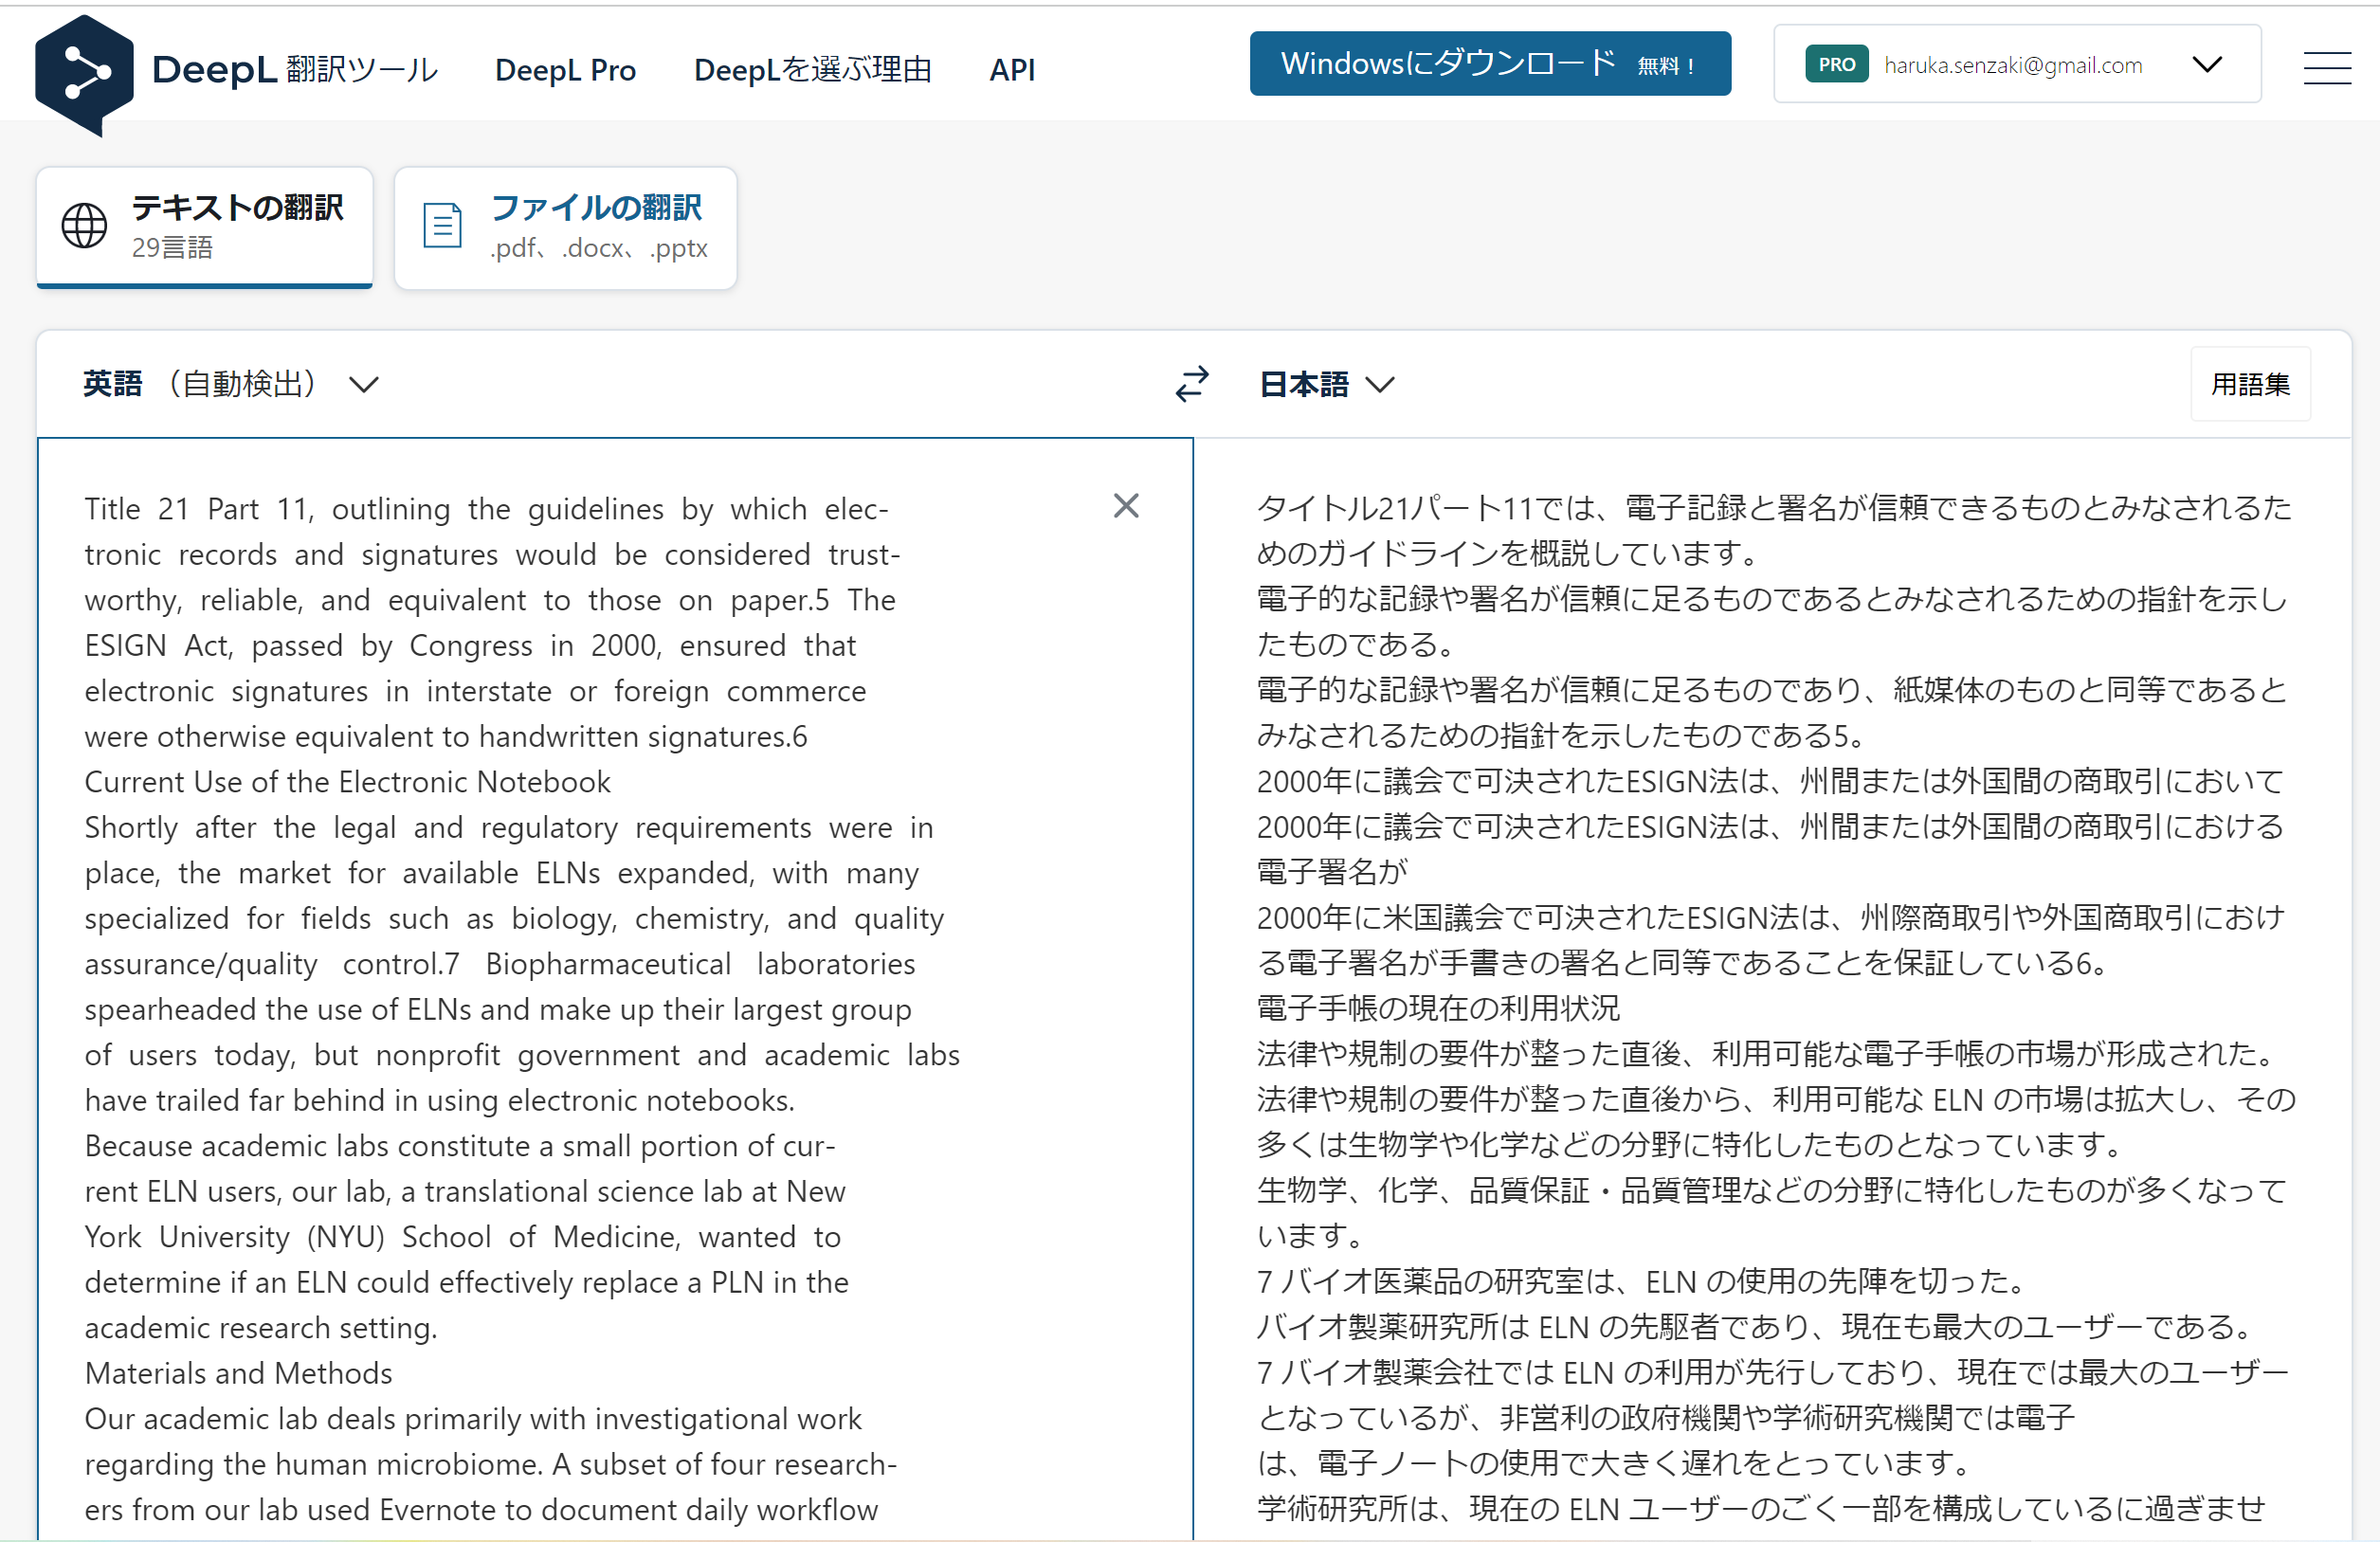 DeepL 翻訳ツール
DeepL Pro
DeepLを選ぶ理由
API
Windowsにダウンロード 無料！
PRO haruka.senzaki@gmail.com
テキストの翻訳
29言語
ファイルの翻訳
.pdf、.docx、.pptx
英語 （自動検出）
日本語
用語集
Title 21 Part 11, outlining the guidelines by which elec-
tronic records and signatures would be considered trust-
worthy, reliable, and equivalent to those on paper.5 The
ESIGN Act, passed by Congress in 2000, ensured that
electronic signatures in interstate or foreign commerce
were otherwise equivalent to handwritten signatures.6
Current Use of the Electronic Notebook
Shortly after the legal and regulatory requirements were in
place, the market for available ELNs expanded, with many
specialized for fields such as biology, chemistry, and quality
assurance/quality control.7 Biopharmaceutical laboratories
spearheaded the use of ELNs and make up their largest group
of users today, but nonprofit government and academic labs
have trailed far behind in using electronic notebooks.
Because academic labs constitute a small portion of cur-
rent ELN users, our lab, a translational science lab at New
York University (NYU) School of Medicine, wanted to
determine if an ELN could effectively replace a PLN in the
academic research setting.
Materials and Methods
Our academic lab deals primarily with investigational work
regarding the human microbiome. A subset of four research-
ers from our lab used Evernote to document daily workflow
タイトル21パート11では、電子記録と署名が信頼できるものとみなされるた
めのガイドラインを概説しています。
電子的な記録や署名が信頼に足るものであるとみなされるための指針を示し
たものである。
電子的な記録や署名が信頼に足るものであり、紙媒体のものと同等であると
みなされるための指針を示したものである5。
2000年に議会で可決されたESIGN法は、州間または外国間の商取引において
2000年に議会で可決されたESIGN法は、州間または外国間の商取引における
電子署名が
2000年に米国議会で可決されたESIGN法は、州際商取引や外国商取引におけ
る電子署名が手書きの署名と同等であることを保証している6。
電子手帳の現在の利用状況
法律や規制の要件が整った直後、利用可能な電子手帳の市場が形成された。
法律や規制の要件が整った直後から、利用可能な ELN の市場は拡大し、その
多くは生物学や化学などの分野に特化したものとなっています。
生物学、化学、品質保証・品質管理などの分野に特化したものが多くなって
います。
7 バイオ医薬品の研究室は、ELN の使用の先陣を切った。
バイオ製薬研究所は ELN の先駆者であり、現在も最大のユーザーである。
7 バイオ製薬会社では ELN の利用が先行しており、現在では最大のユーザー
となっているが、非営利の政府機関や学術研究機関では電子
は、電子ノートの使用で大きく遅れをとっています。
学術研究所は、現在の ELN ユーザーのごく一部を構成しているに過ぎませ